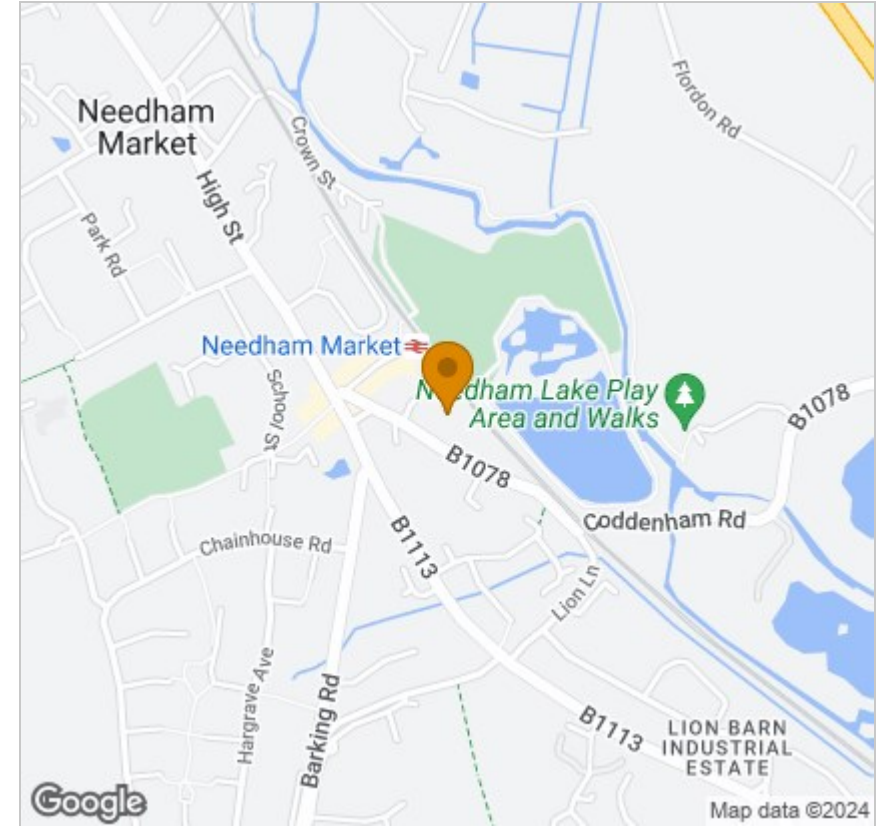 Needham
Market
Flordon Rd
Crown St
High St
Park Rd
Needham Market
School St
Needham Lake Play
Area and Walks
B1078
B1078
Coddenham Rd
Chainhouse Rd
B1113
Lion Ln
Hargrave Ave
Barking Rd
B1113
LION BARN
INDUSTRIAL
ESTATE
Google
Map data ©2024